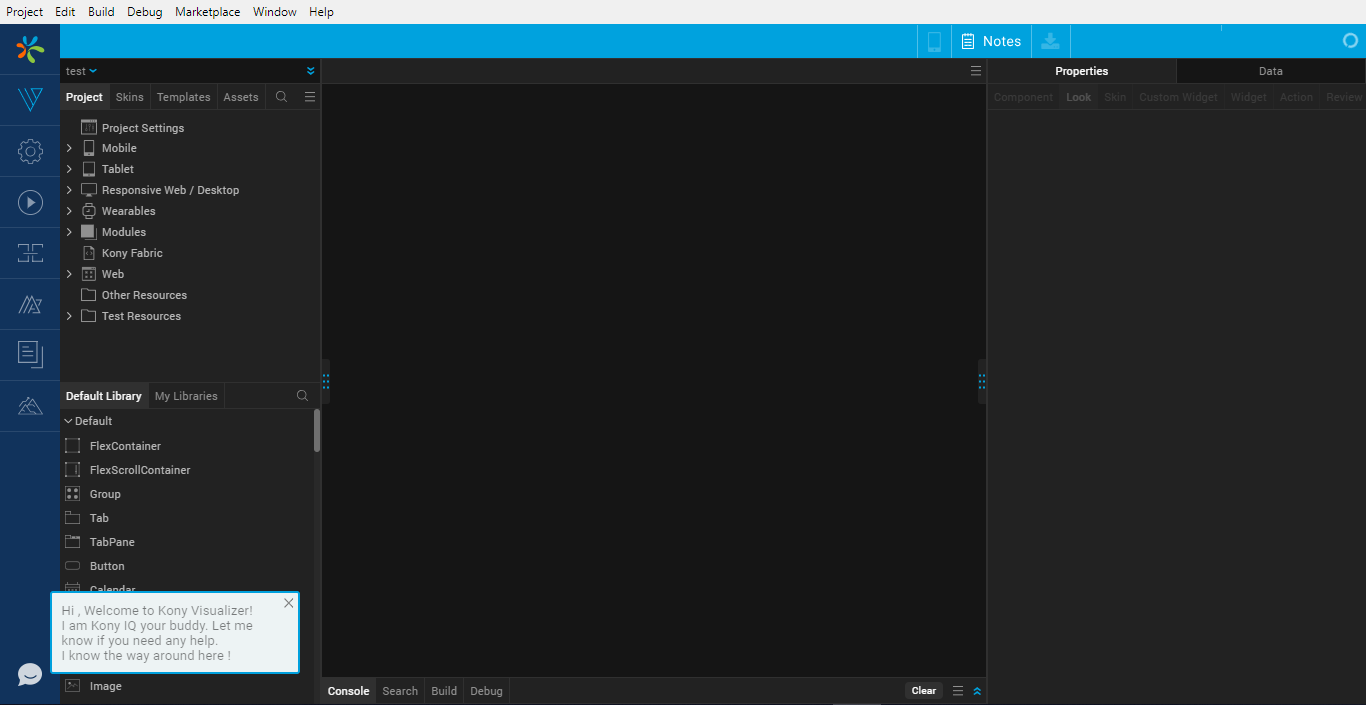 Project Edit Build Debug Marketplace Window Help
Notes
test
Properties Data
Project Skins Templates Assets
Component Look Skin Custom Widget Widget Action Review
Project Settings
Mobile
Tablet
Responsive Web / Desktop
Wearables
Modules
Kony Fabric
Web
Other Resources
Test Resources
Default Library My Libraries
Default
FlexContainer
FlexScrollContainer
Group
Tab
TabPane
Button
Calendar
Hi , Welcome to Kony Visualizer!
I am Kony IQ your buddy. Let me
know if you need any help.
I know the way around here !
Image
Console Search Build Debug Clear